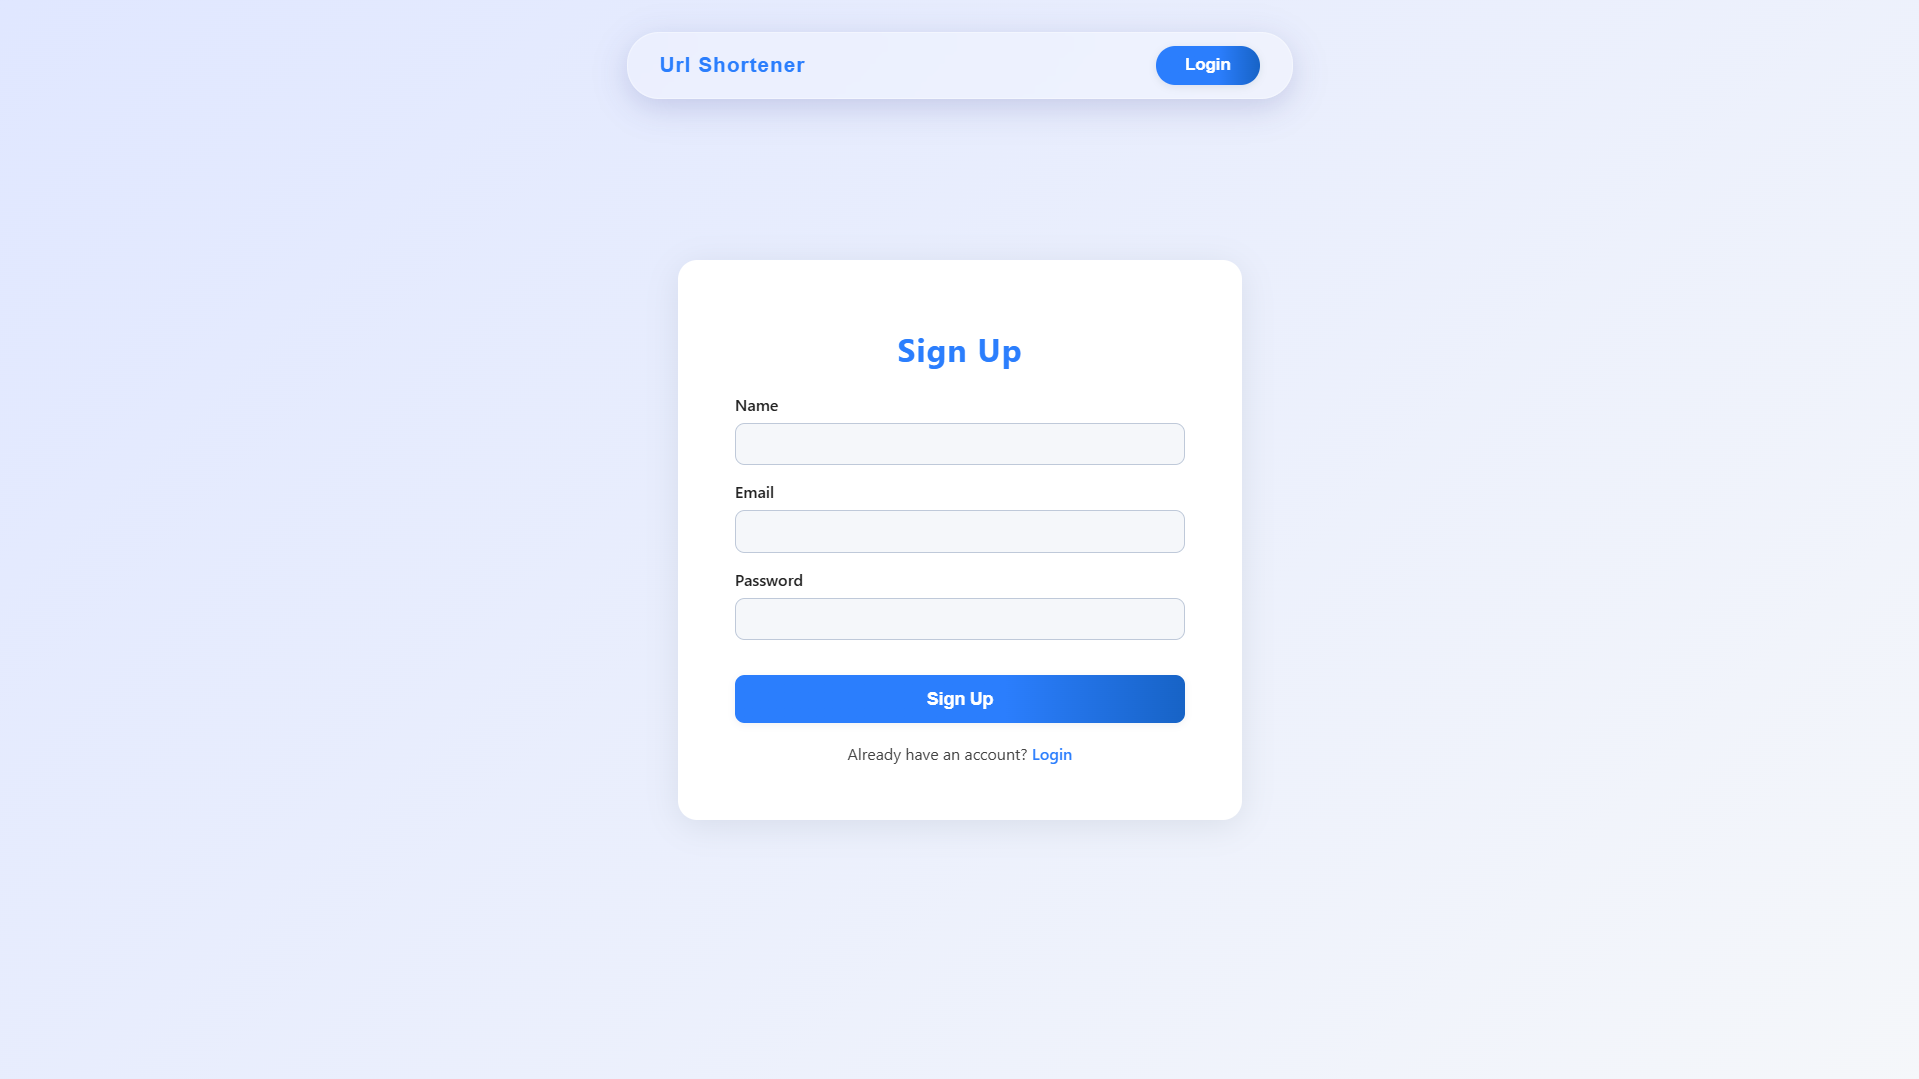 Url Shortener
Login
Sign Up
Name
Email
Password
Sign Up
Already have an account? Login